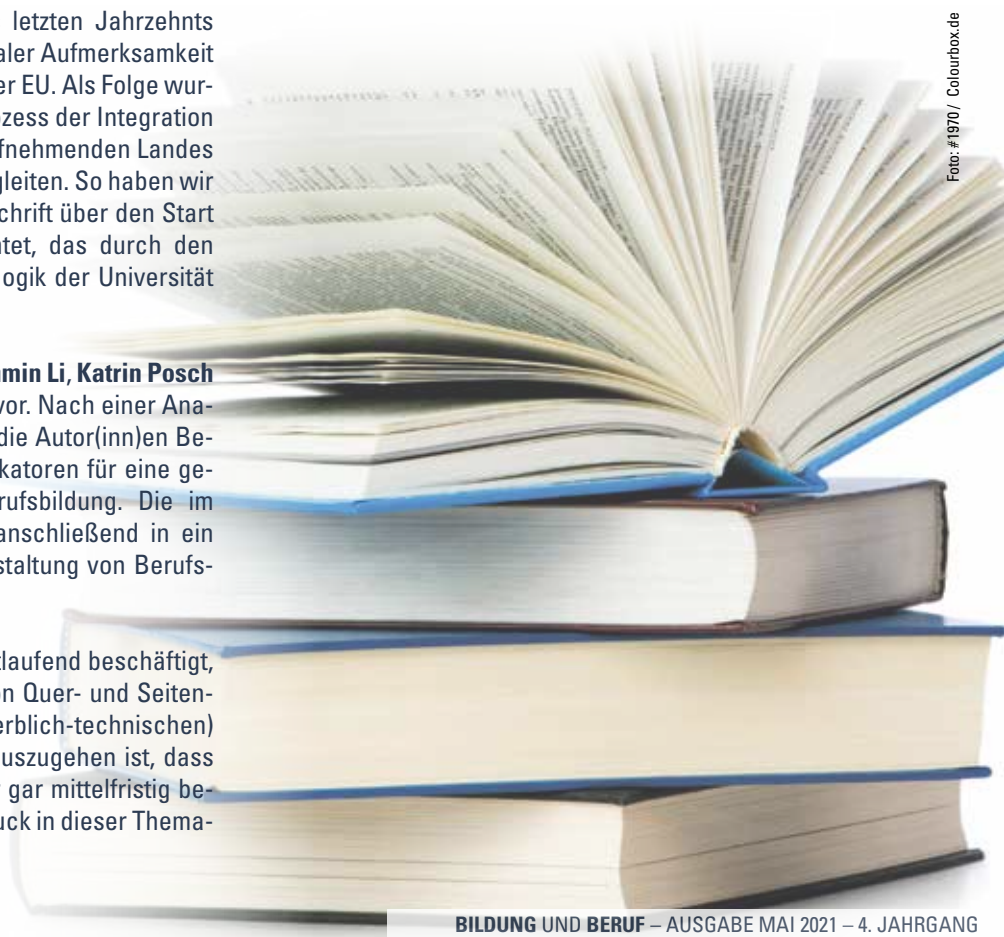 letzten Jahrzehnts
aler Aufmerksamkeit
er EU. Als Folge wur-
ozess der Integration
fnehmenden Landes
gleiten. So haben wir
schrift über den Start
tet, das durch den
ogik der Universität
min Li, Katrin Posch
vor. Nach einer Ana-
die Autor(inn)en Be-
katoren für eine ge-
rufsbildung. Die im
anschließend in ein
staltung von Berufs-
tlaufend beschäftigt,
on Quer- und Seiten-
erblich-technischen)
uszugehen ist, dass
r gar mittelfristig be-
uck in dieser Thema-
Foto: #1970 / Colourbox.de
BILDUNG UND BERUF – AUSGABE MAI 2021 – 4. JAHRGANG